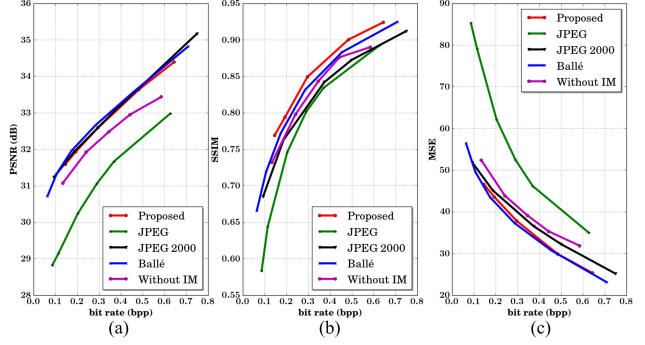 36
35
34
33
32
31
30
29
28
PSNR (dB)
0.0 0.1 0.2 0.3 0.4 0.5 0.6 0.7 0.8
bit rate (bpp)
Proposed
JPEG
JPEG 2000
Ballé
Without IM
(a)
0.95
0.90
0.85
0.80
0.75
0.70
0.65
0.60
0.55
SSIM
0.0 0.1 0.2 0.3 0.4 0.5 0.6 0.7 0.8
bit rate (bpp)
Proposed
JPEG
JPEG 2000
Ballé
Without IM
(b)
90
80
70
60
50
40
30
20
MSE
0.0 0.1 0.2 0.3 0.4 0.5 0.6 0.7 0.8
bit rate (bpp)
Proposed
JPEG
JPEG 2000
Ballé
Without IM
(c)